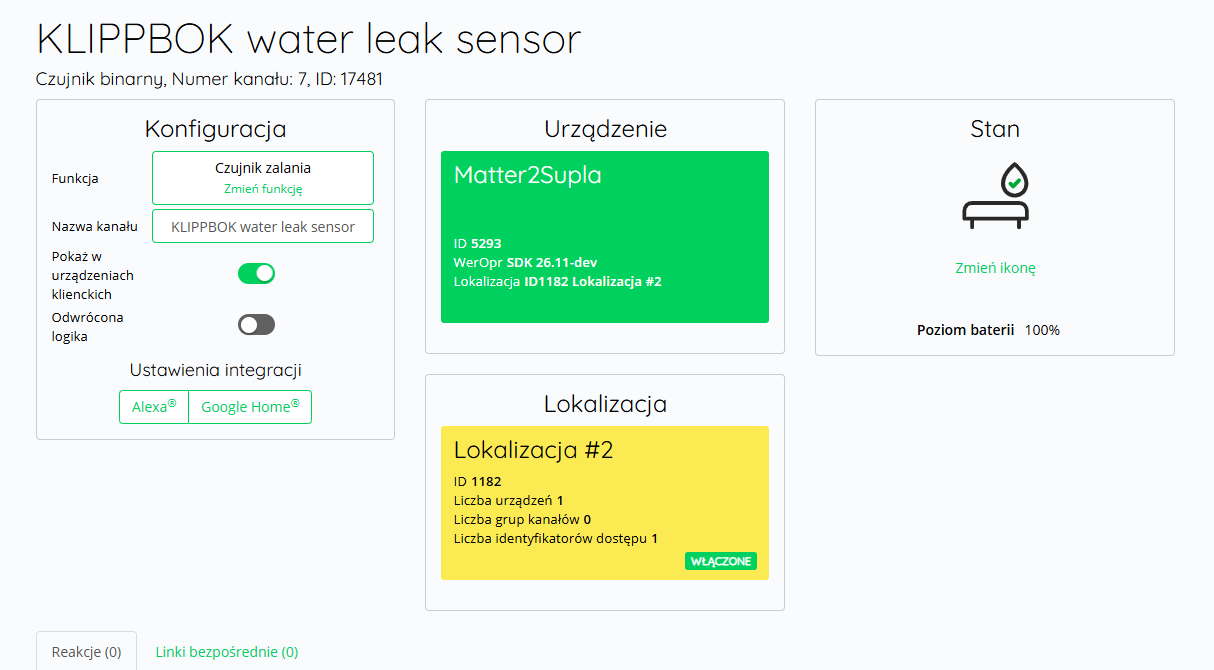 KLIPPBOK water leak sensor
Czujnik binarny, Numer kanału: 7, ID: 17481
Konfiguracja
Funkcja
Czujnik zalania
Zmień funkcję
Nazwa kanału
KLIPPBOK water leak sensor
Pokaż w
urządzeniach
klienckich
Odwrócona
logika
Ustawienia integracji
Alexa®
Google Home®
Urządzenie
Matter2Supla
ID 5293
WerOpr SDK 26.11-dev
Lokalizacja ID1182 Lokalizacja #2
Lokalizacja
Lokalizacja #2
ID 1182
Liczba urządzeń 1
Liczba grup kanałów 0
Liczba identyfikatorów dostępu 1
WŁĄCZONE
Stan
Zmień ikonę
Poziom baterii 100%
Reakcje (0)
Linki bezpośrednie (0)